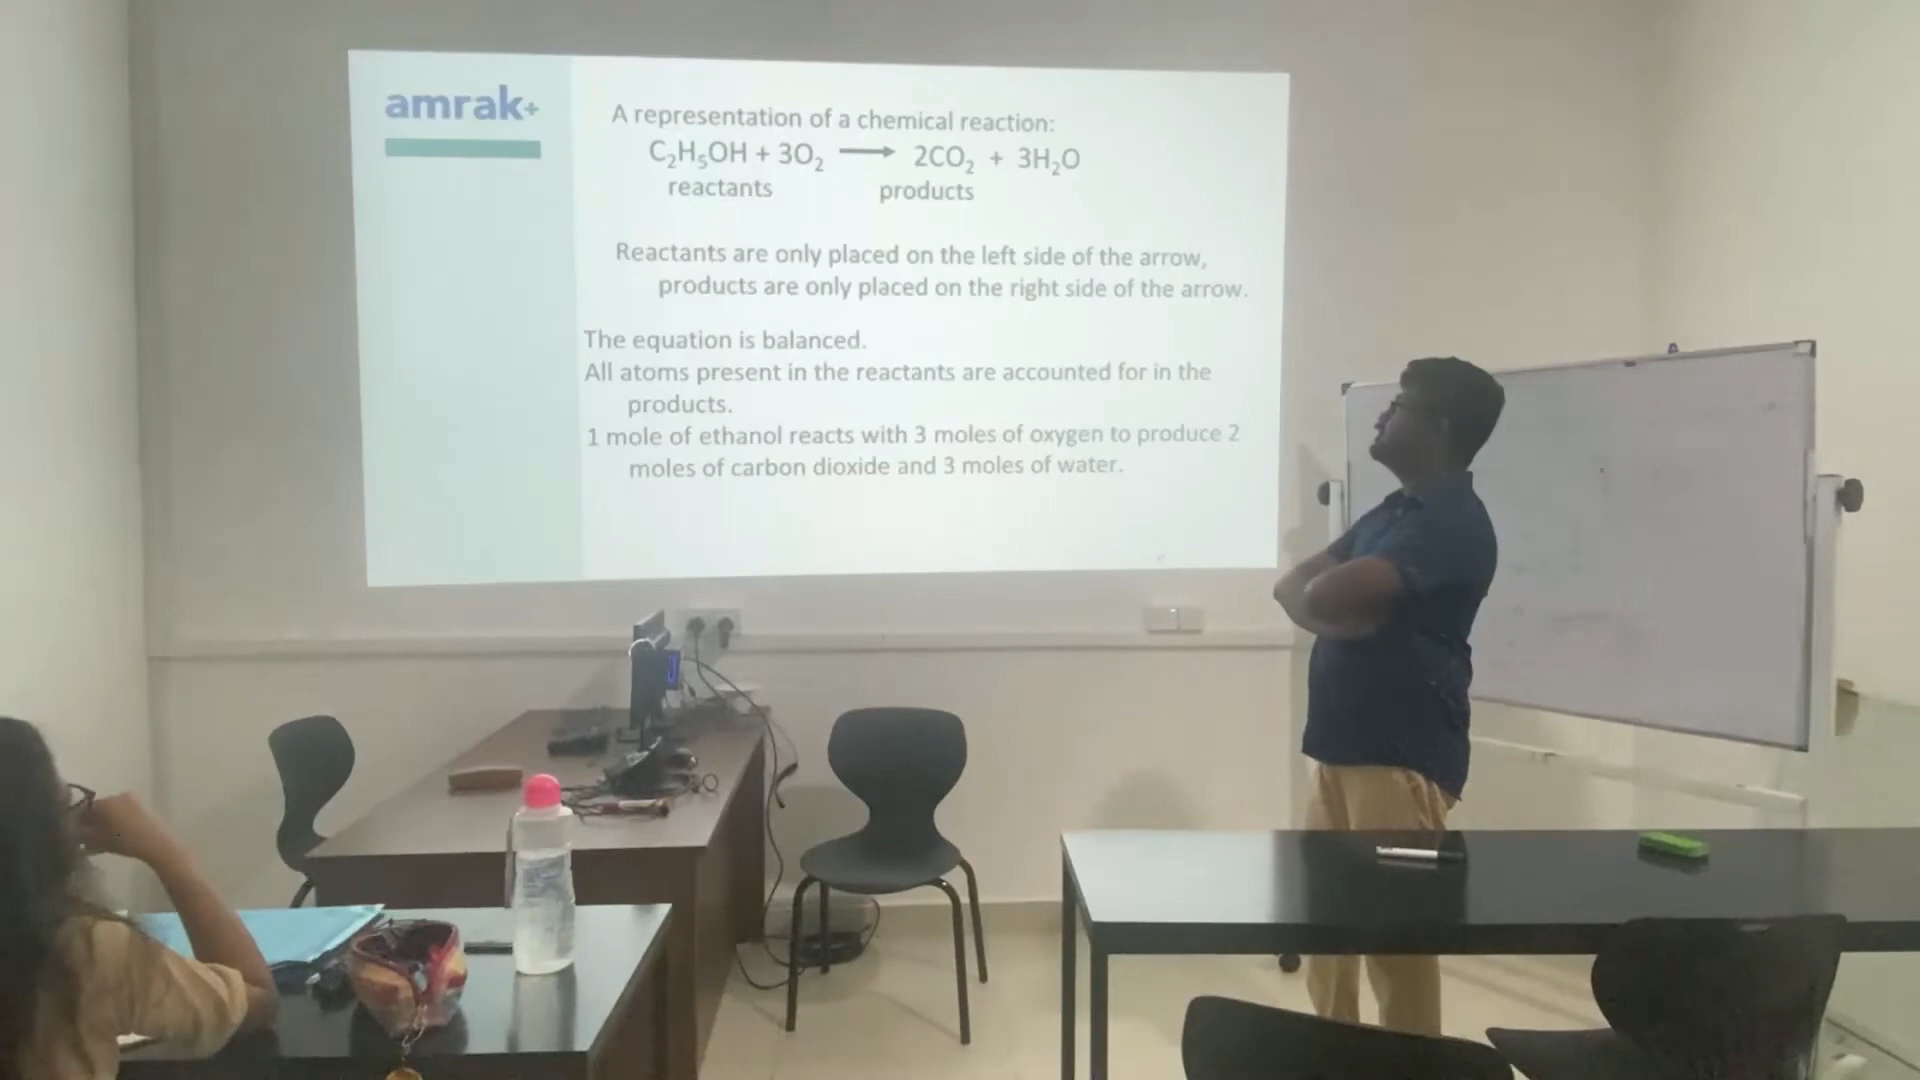 amrak+
A representation of a chemical reaction:
C₂H₅OH + 3O₂ ⟶ 2CO₂ + 3H₂O
reactants products
Reactants are only placed on the left side of the arrow,
products are only placed on the right side of the arrow.
The equation is balanced.
All atoms present in the reactants are accounted for in the
products.
1 mole of ethanol reacts with 3 moles of oxygen to produce 2
moles of carbon dioxide and 3 moles of water.